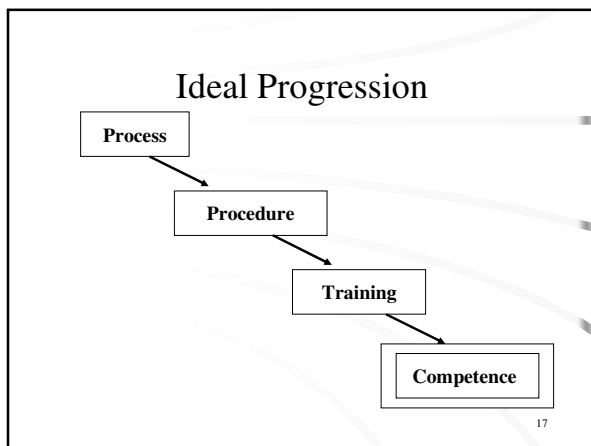 Ideal Progression
Process
Procedure
Training
Competence
17